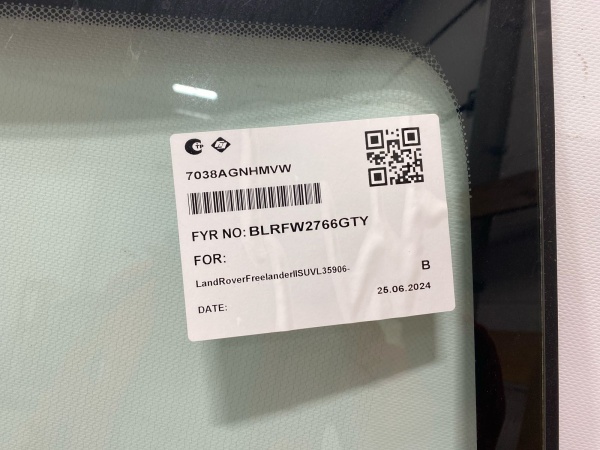 7038AGNHMVW
FYR NO: BLRFW2766GTY
FOR:
LandRoverFreelanderIISUVL35906-
B
DATE:
25.06.2024